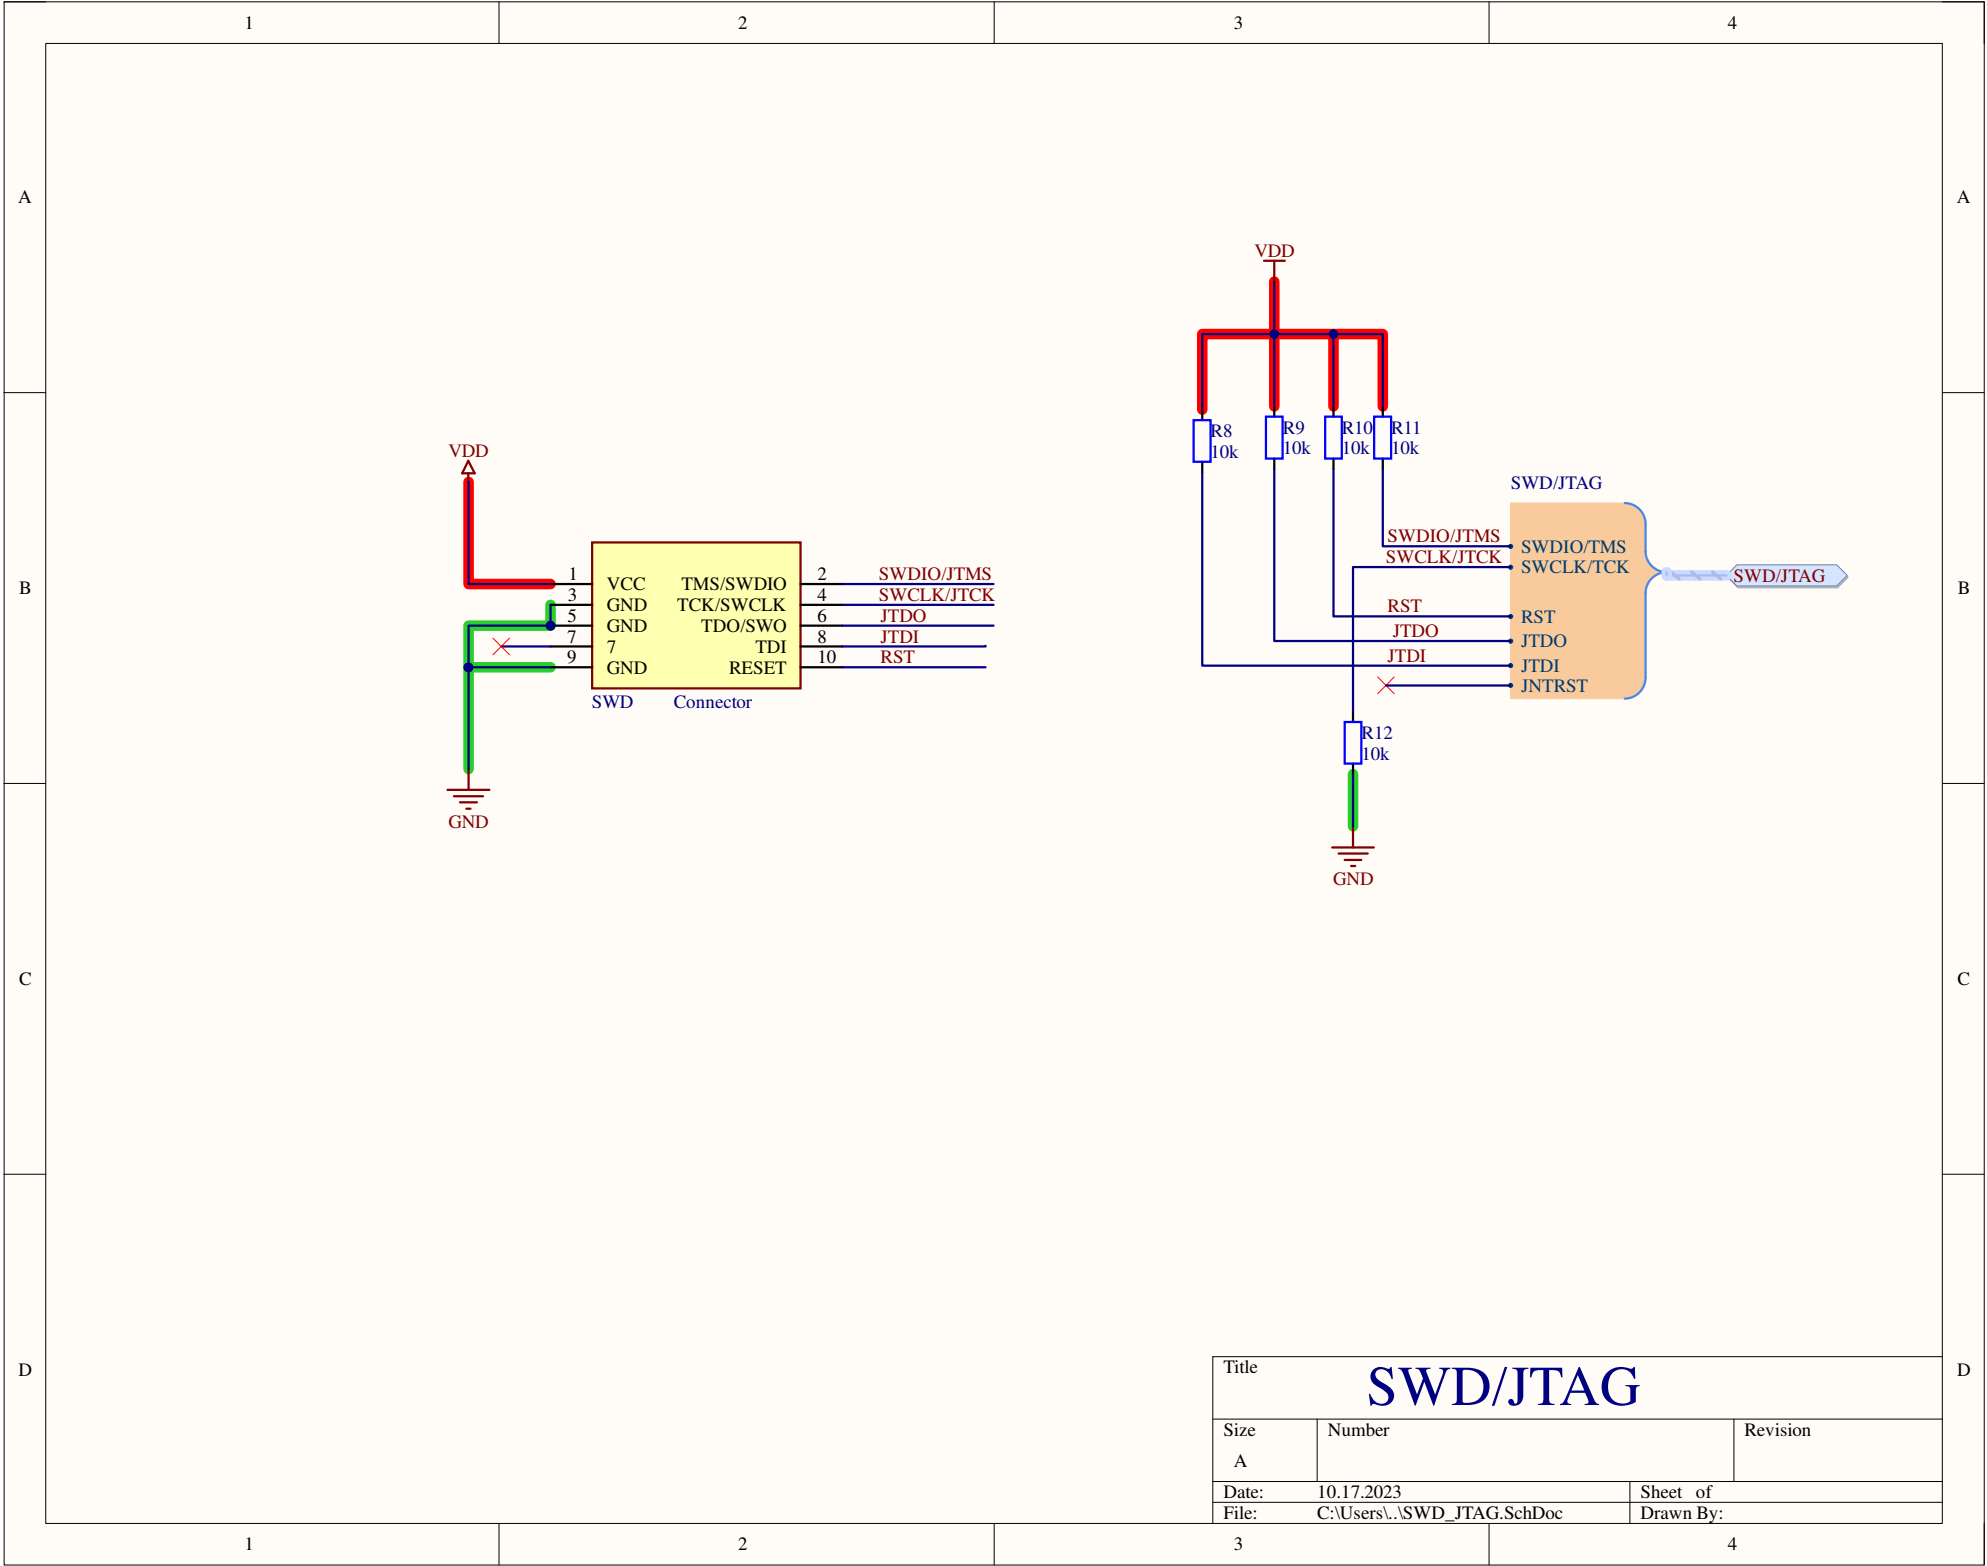 1 2 3 4
A A
VDD
R8 R9 R10 R11
10k 10k 10k 10k
VDD
SWD/JTAG
SWDIO/JTMS SWDIO/TMS
SWCLK/JTCK SWCLK/TCK
SWD/JTAG
RST RST
JTDO JTDO
JTDI JTDI
JNTRST
B B
1 VCC TMS/SWDIO 2 SWDIO/JTMS
3 GND TCK/SWCLK 4 SWCLK/JTCK
5 GND TDO/SWO 6 JTDO
7 7 TDI 8 JTDI
9 GND RESET 10 RST
SWD Connector
R12
10k
GND
GND
C C
D D
Title SWD/JTAG
Size Number Revision
A
Date: 10.17.2023 Sheet of
File: C:\Users\..\SWD_JTAG.SchDoc Drawn By:
1 2 3 4